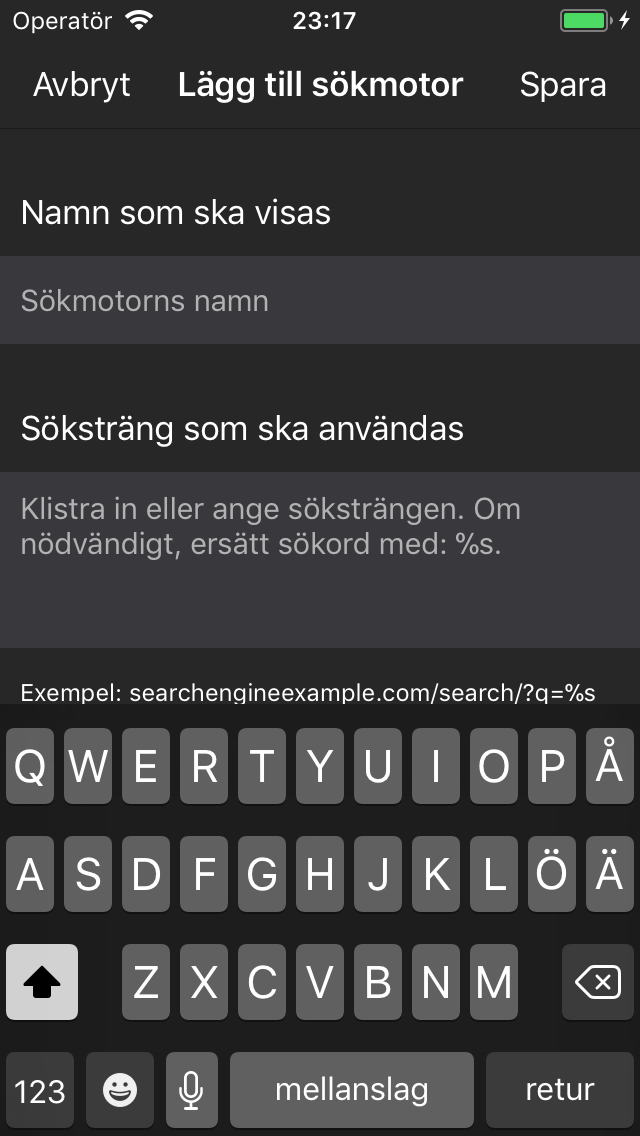 Operatör 23:17
Avbryt Lägg till sökmotor Spara
Namn som ska visas
Sökmotorns namn
Söksträng som ska användas
Klistra in eller ange söksträngen. Om
nödvändigt, ersätt sökord med: %s.
Exempel: searchengineexample.com/search/?q=%s
Q W E R T Y U I O P Å
A S D F G H J K L Ö Ä
Z X C V B N M
123 mellanslag retur